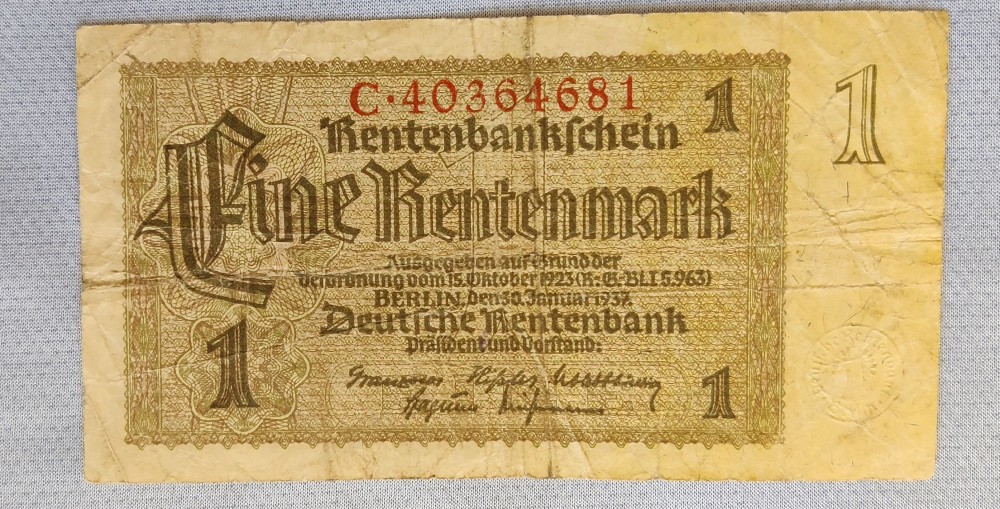 C·40364681
1
1
Rentenbankschein
Eine Rentenmark
Ausgegeben auf Grund der
Verordnung vom 15. Oktober 1923 (R.-G.-Bl. I S. 963)
BERLIN, den 30. Januar 1937
Deutsche Rentenbank
Präsident und Vorstand:
1
1